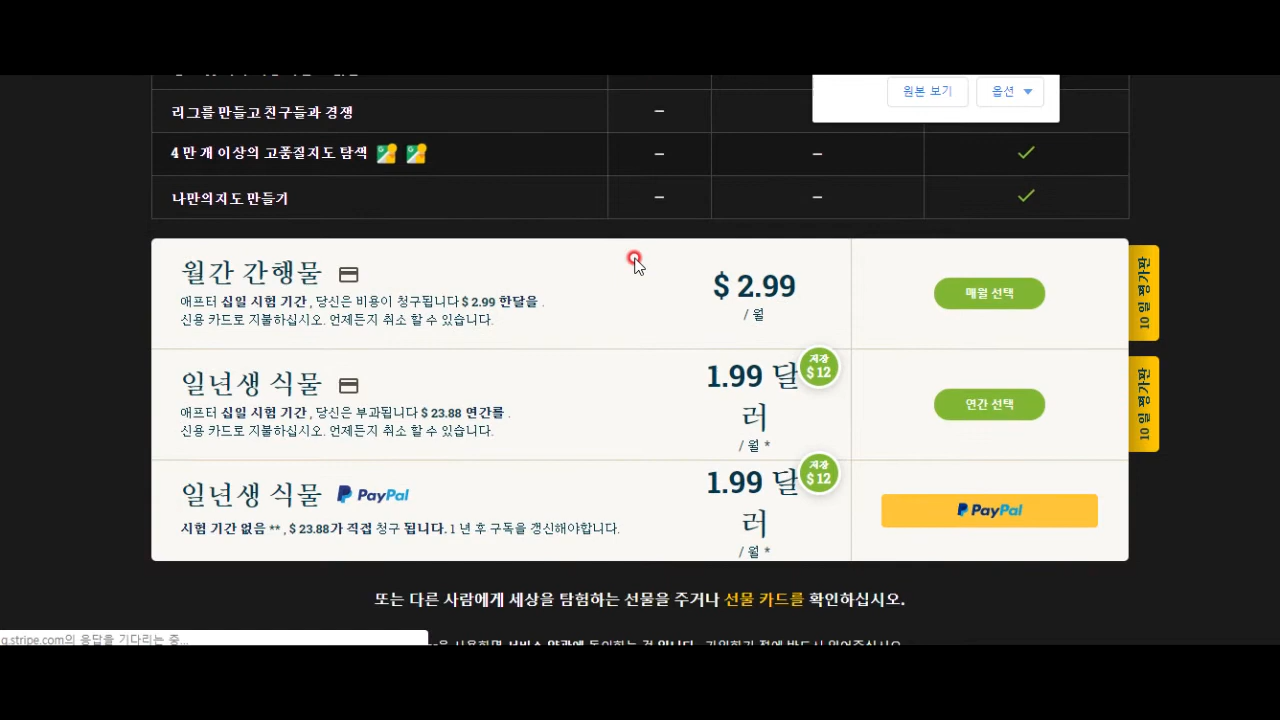 원본 보기
옵션
리그를 만들고 친구들과 경쟁
–
4 만 개 이상의 고품질지도 탐색
– –
나만의지도 만들기
– –
월간 간행물
애프터 십일 시험 기간 , 당신은 비용이 청구됩니다 $ 2.99 한달을 .
신용 카드로 지불하십시오. 언제든지 취소 할 수 있습니다.
$ 2.99
/ 월
매월 선택
10 일 평가판
일년생 식물
애프터 십일 시험 기간 , 당신은 부과됩니다 $ 23.88 연간를 .
신용 카드로 지불하십시오. 언제든지 취소 할 수 있습니다.
1.99 달
러
/ 월 *
저장
$ 12
연간 선택
10 일 평가판
일년생 식물 PayPal
시험 기간 없음 ** , $ 23.88가 직접 청구 됩니다. 1 년 후 구독을 갱신해야합니다.
1.99 달
러
/ 월 *
저장
$ 12
PayPal
또는 다른 사람에게 세상을 탐험하는 선물을 주거나 선물 카드를 확인하십시오.
q.stripe.com의 응답을 기다리는 중...